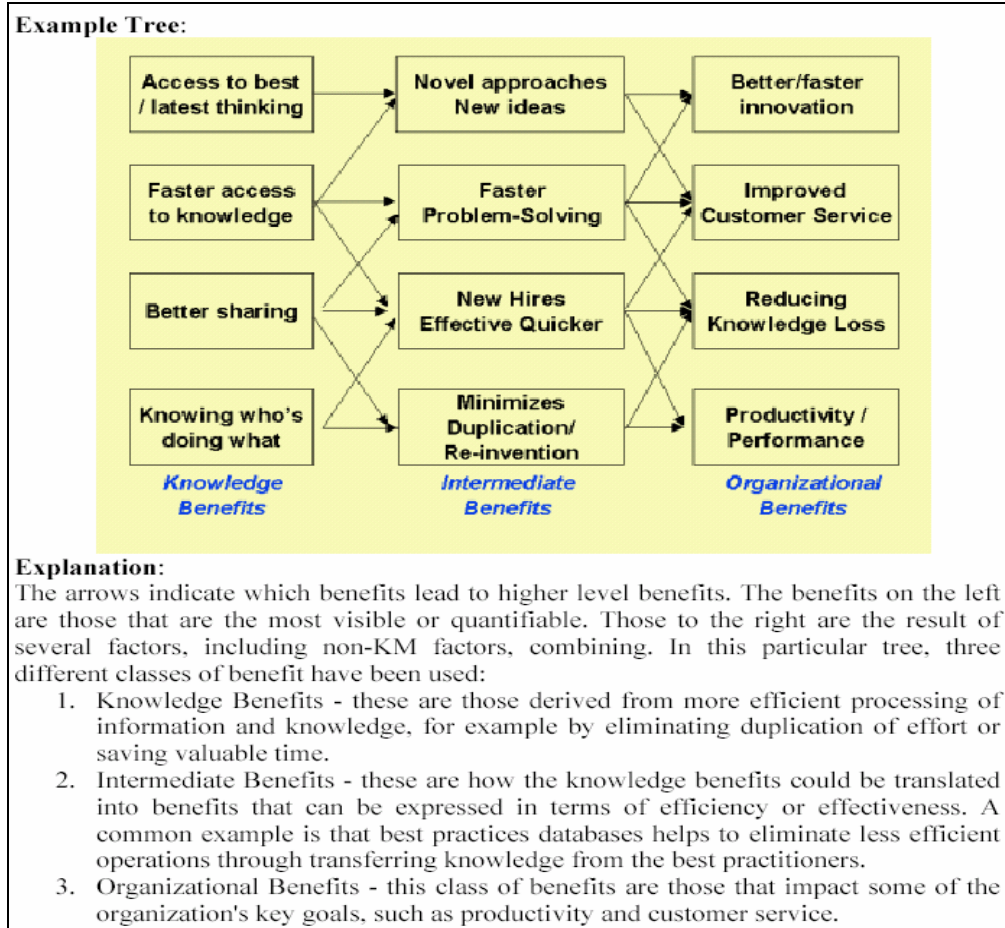 Example Tree:
Access to best
/ latest thinking
Novel approaches
New ideas
Better/faster
innovation
Faster access
to knowledge
Faster
Problem-Solving
Improved
Customer Service
Better sharing
New Hires
Effective Quicker
Reducing
Knowledge Loss
Knowing who's
doing what
Minimizes
Duplication/
Re-invention
Productivity /
Performance
Knowledge
Benefits
Intermediate
Benefits
Organizational
Benefits
Explanation:
The arrows indicate which benefits lead to higher level benefits. The benefits on the left
are those that are the most visible or quantifiable. Those to the right are the result of
several factors, including non-KM factors, combining. In this particular tree, three
different classes of benefit have been used:
1. Knowledge Benefits - these are those derived from more efficient processing of
information and knowledge, for example by eliminating duplication of effort or
saving valuable time.
2. Intermediate Benefits - these are how the knowledge benefits could be translated
into benefits that can be expressed in terms of efficiency or effectiveness. A
common example is that best practices databases helps to eliminate less efficient
operations through transferring knowledge from the best practitioners.
3. Organizational Benefits - this class of benefits are those that impact some of the
organization's key goals, such as productivity and customer service.